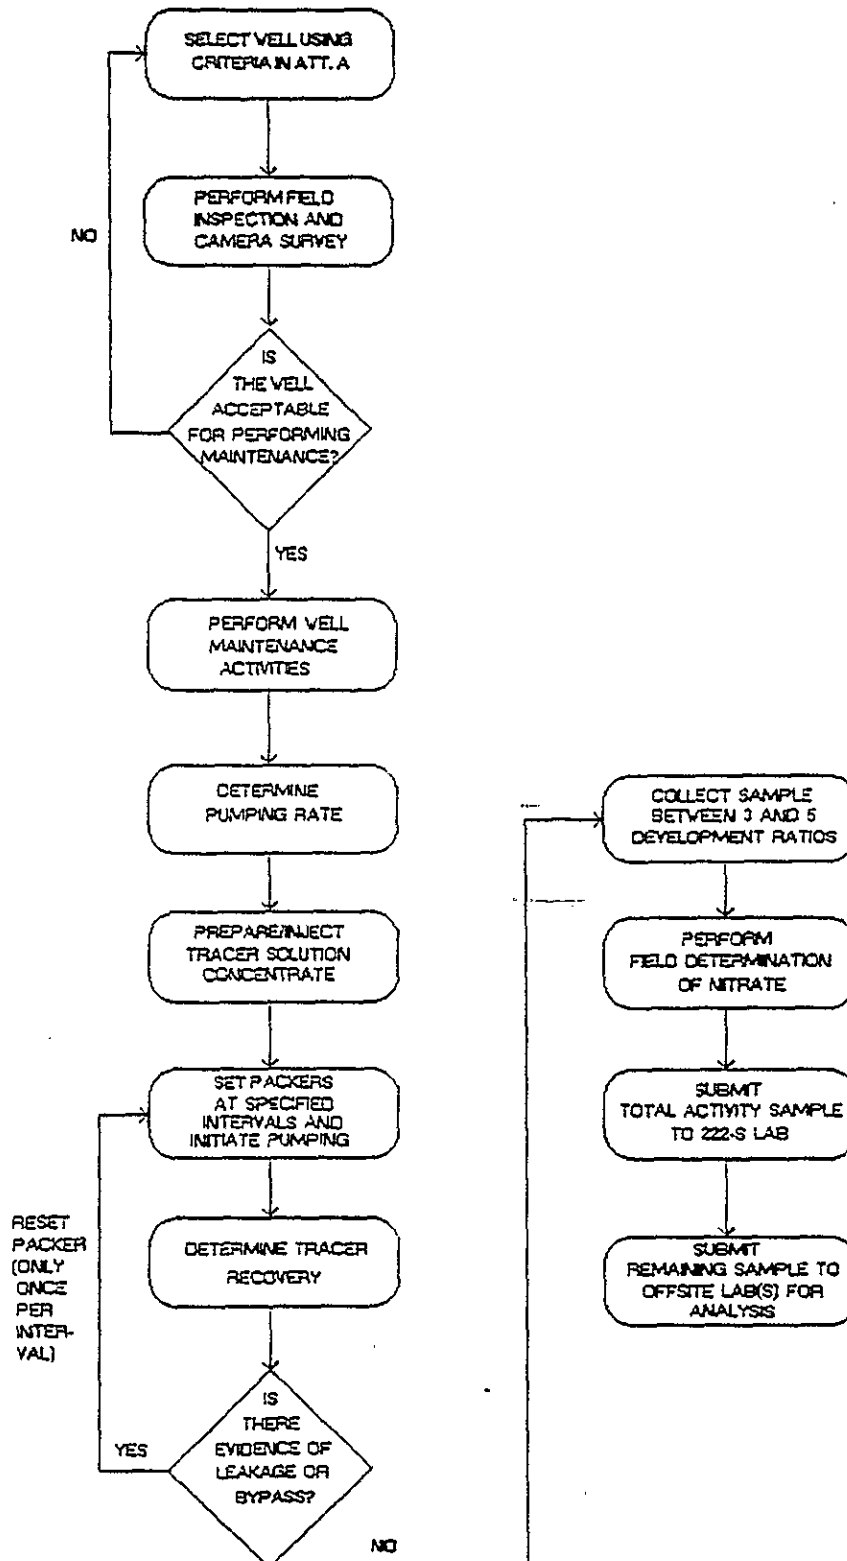 SELECT WELL USING
CRITERIA IN ATT. A
PERFORM FIELD
INSPECTION AND
CAMERA SURVEY
NO
IS
THE WELL
ACCEPTABLE
FOR PERFORMING
MAINTENANCE?
YES
PERFORM WELL
MAINTENANCE
ACTIVITIES
DETERMINE
PUMPING RATE
PREPARE/INJECT
TRACER SOLUTION
CONCENTRATE
SET PACKERS
AT SPECIFIED
INTERVALS AND
INITIATE PUMPING
RESET
PACKER
(ONLY
ONCE
PER
INTER-
VAL)
DETERMINE TRACER
RECOVERY
IS
THERE
EVIDENCE OF
LEAKAGE OR
BYPASS?
YES
NO
COLLECT SAMPLE
BETWEEN 3 AND 5
DEVELOPMENT RATIOS
PERFORM
FIELD DETERMINATION
OF NITRATE
SUBMIT
TOTAL ACTIVITY SAMPLE
TO 222-S LAB
SUBMIT
REMAINING SAMPLE TO
OFFSITE LAB(S) FOR
ANALYSIS